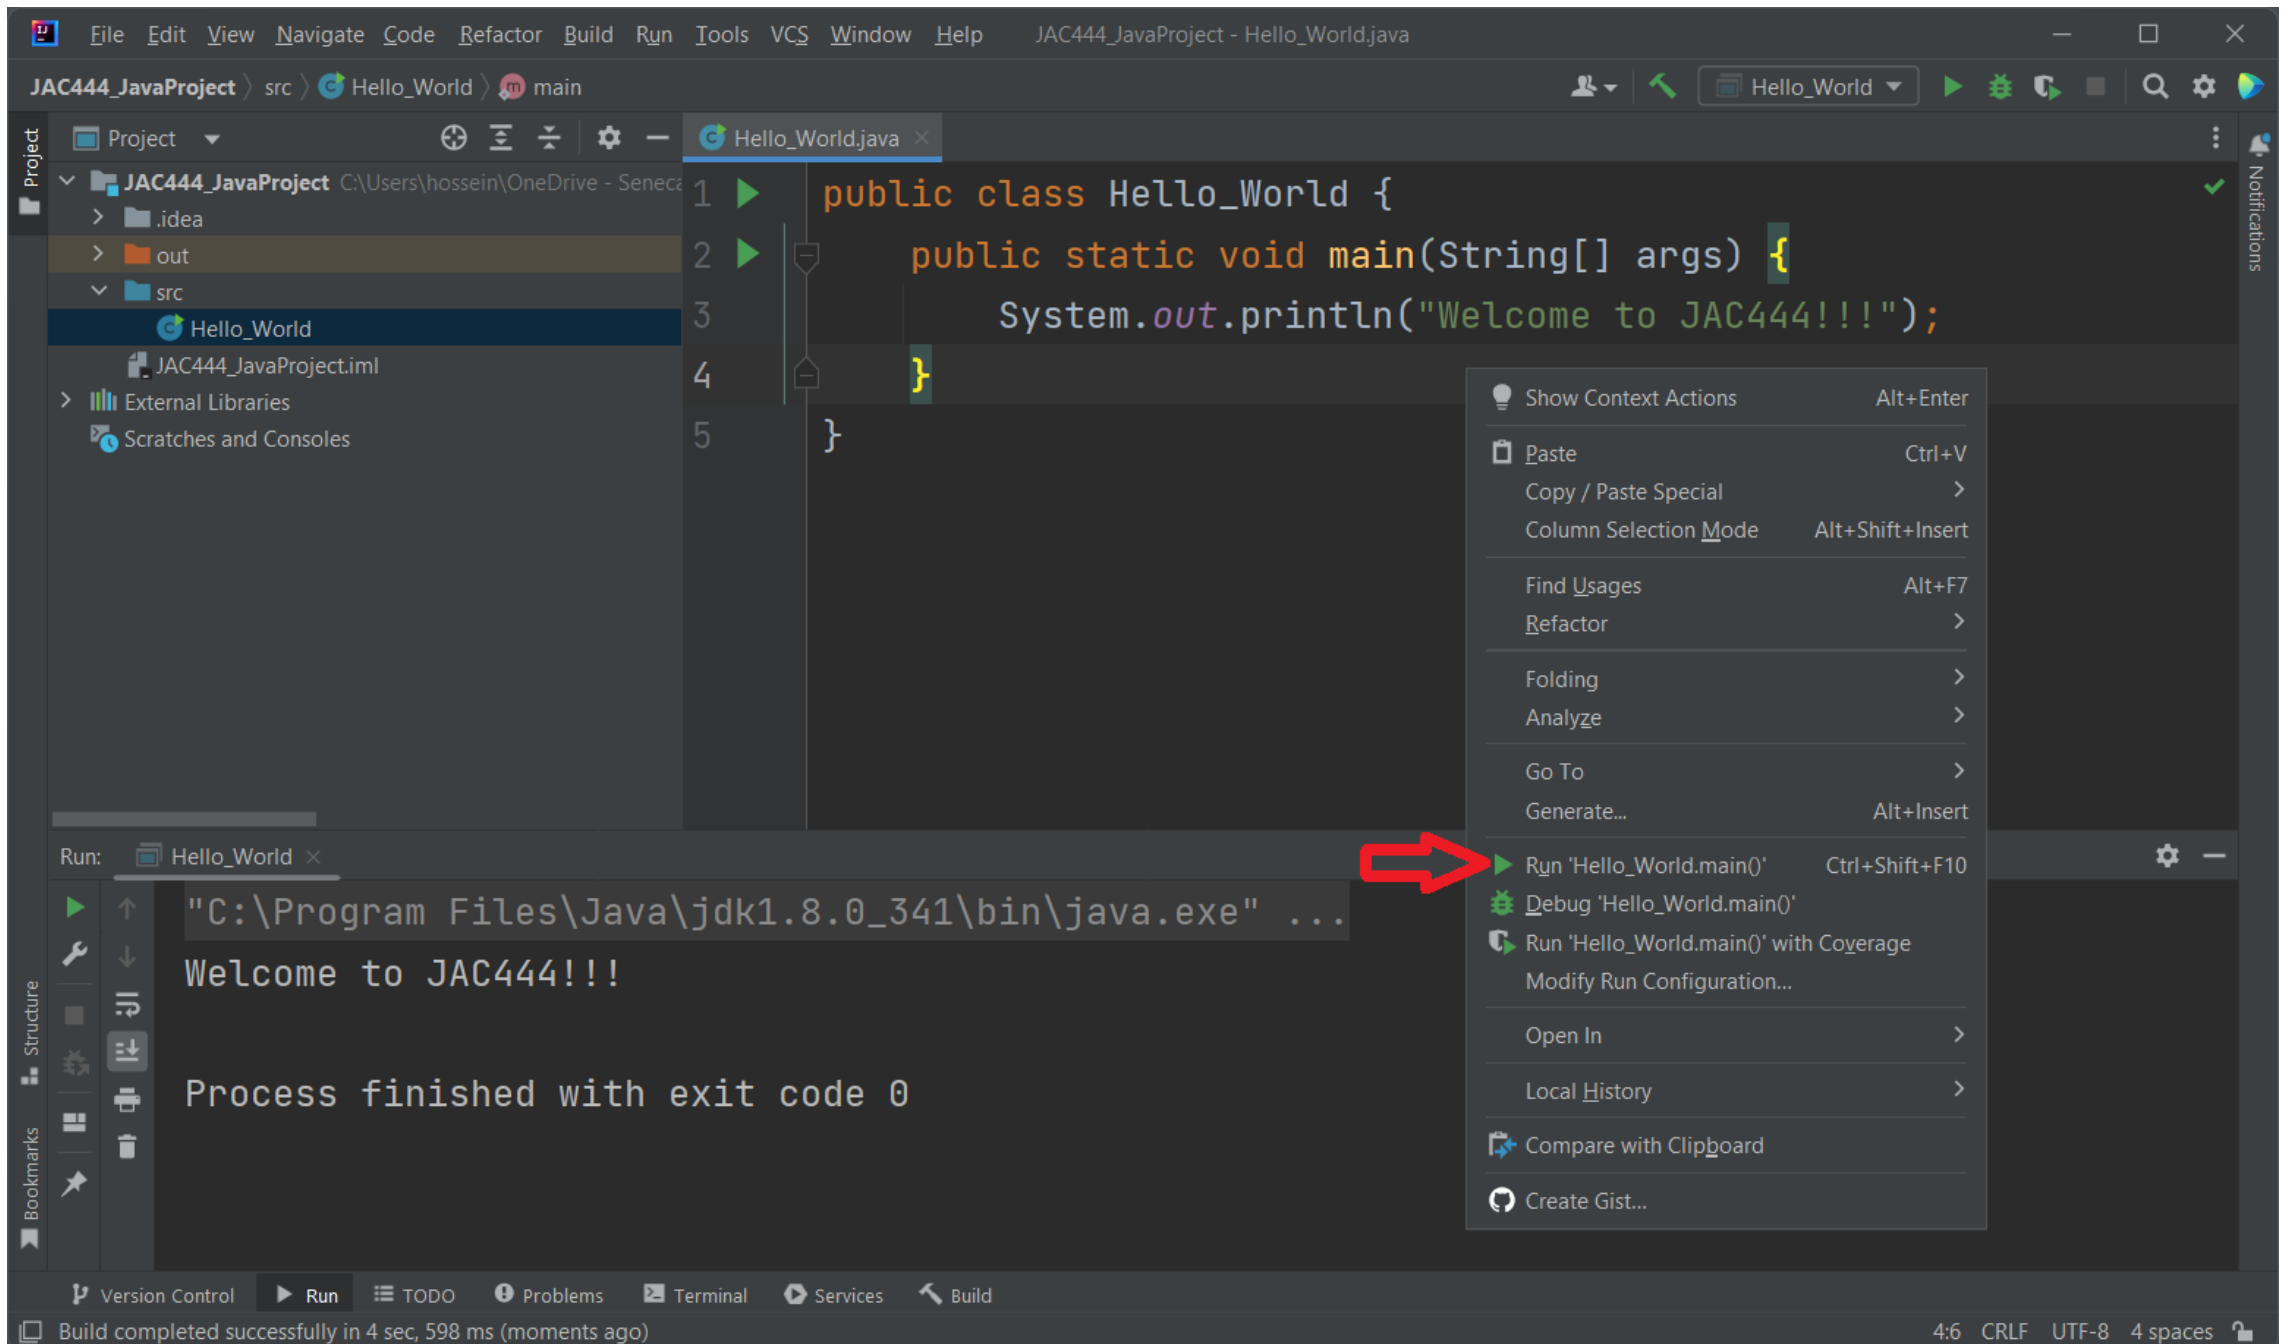 File Edit View Navigate Code Refactor Build Run Tools VCS Window Help JAC444_JavaProject - Hello_World.java
JAC444_JavaProject src Hello_World m main
Hello_World
Project
Project
JAC444_JavaProject C:\Users\hossein\OneDrive - Seneca
.idea
out
src
Hello_World
JAC444_JavaProject.iml
External Libraries
Scratches and Consoles
Hello_World.java
1 public class Hello_World {
2 public static void main(String[] args) {
3 System.out.println("Welcome to JAC444!!!");
4 }
5 }
Notifications
Show Context Actions Alt+Enter
Paste Ctrl+V
Copy / Paste Special
Column Selection Mode Alt+Shift+Insert
Find Usages Alt+F7
Refactor
Folding
Analyze
Go To
Generate... Alt+Insert
Run 'Hello_World.main()' Ctrl+Shift+F10
Debug 'Hello_World.main()'
Run 'Hello_World.main()' with Coverage
Modify Run Configuration...
Open In
Local History
Compare with Clipboard
Create Gist...
Run: Hello_World
"C:\Program Files\Java\jdk1.8.0_341\bin\java.exe" ...
Welcome to JAC444!!!
Process finished with exit code 0
Structure
Bookmarks
Version Control Run TODO Problems Terminal Services Build
Build completed successfully in 4 sec, 598 ms (moments ago) 4:6 CRLF UTF-8 4 spaces